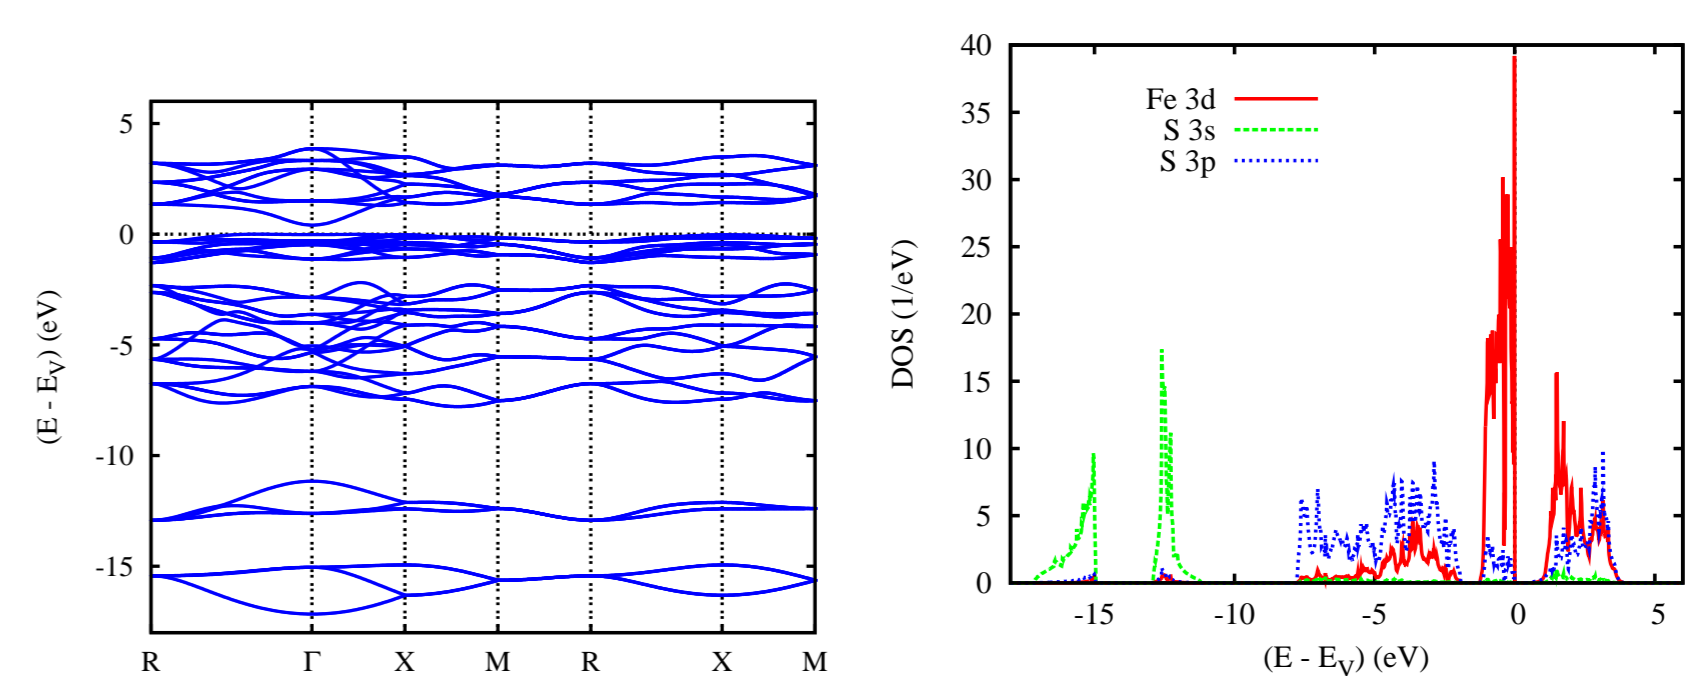 5
0
-5
-10
-15
(E - E_V) (eV)
R Γ X M R X M
40
35
30
25
20
15
10
5
0
DOS (1/eV)
Fe 3d
S 3s
S 3p
-15 -10 -5 0 5
(E - E_V) (eV)